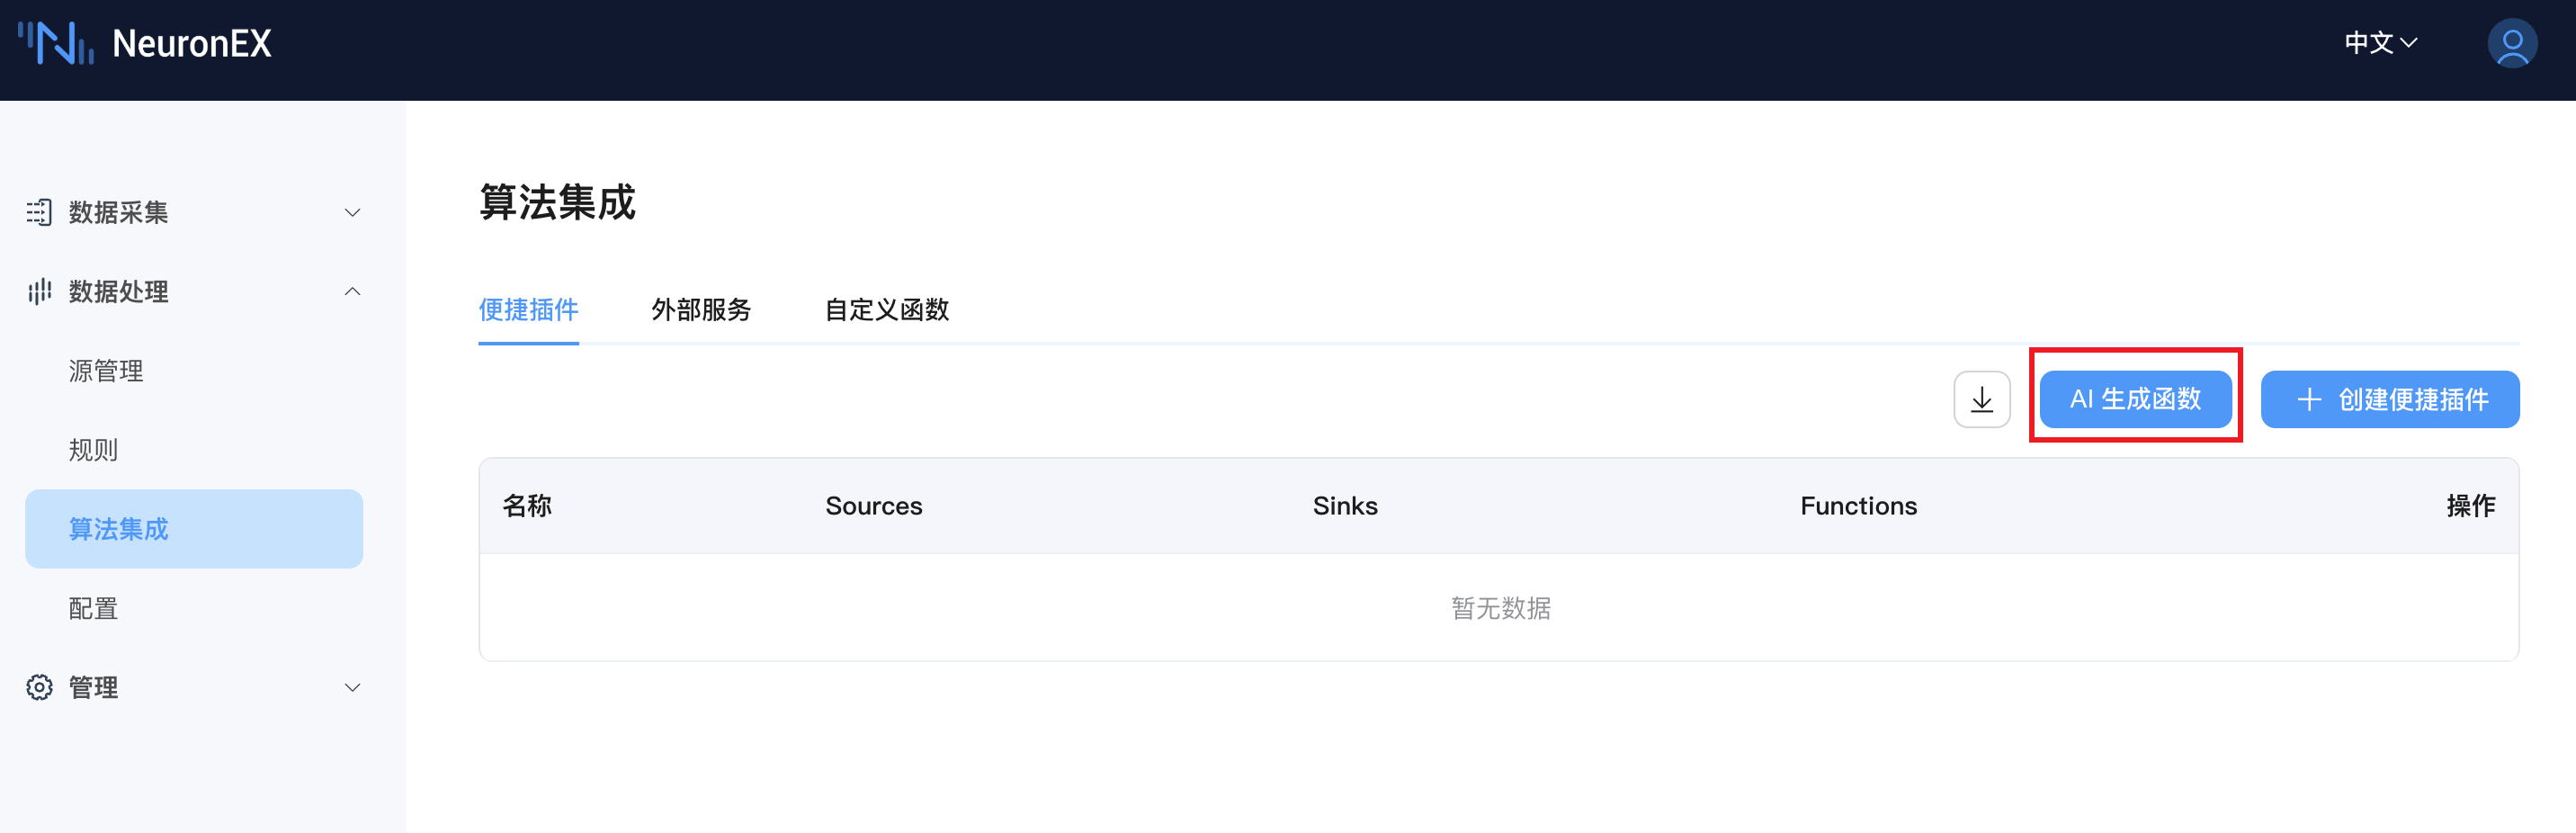 NeuronEX
中文
数据采集
数据处理
源管理
规则
算法集成
配置
管理
算法集成
便捷插件 外部服务 自定义函数
AI 生成函数 创建便捷插件
名称 Sources Sinks Functions 操作
暂无数据